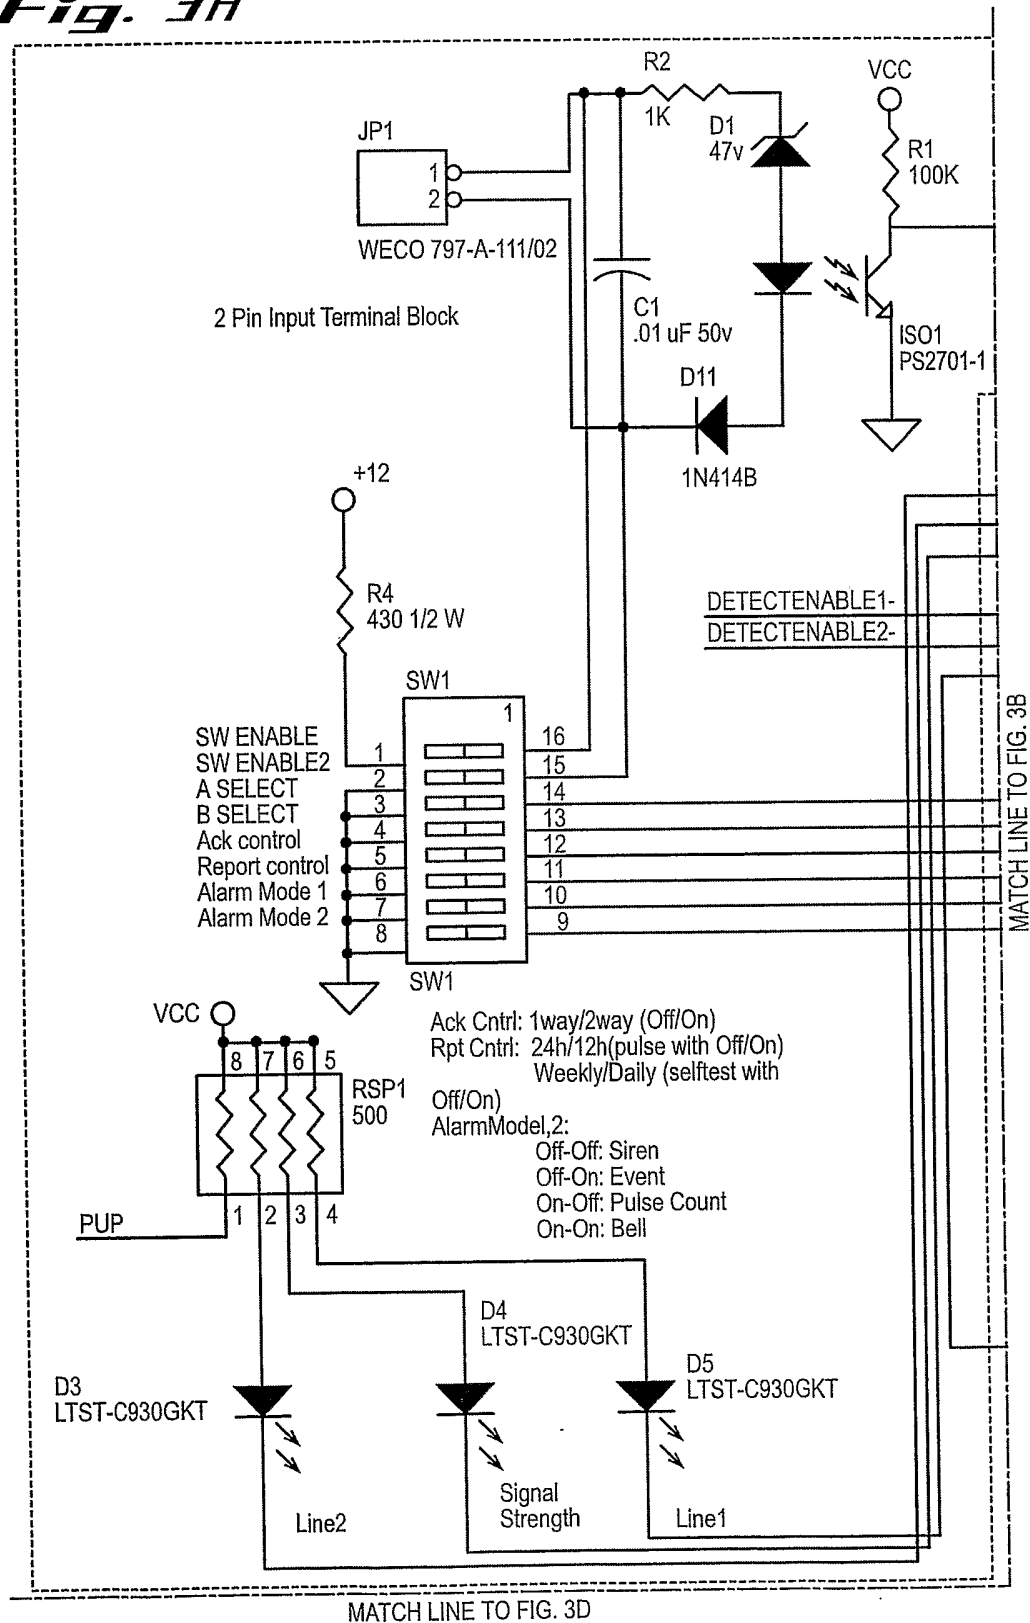 Fig. 3A
R2
1K
VCC
JP1
1
2
D1
47v
R1
100K
WECO 797-A-111/02
2 Pin Input Terminal Block
C1
.01 uF 50v
ISO1
PS2701-1
D11
1N414B
+12
R4
430 1/2 W
DETECTENABLE1-
DETECTENABLE2-
SW1
1
SW ENABLE
SW ENABLE2
A SELECT
B SELECT
Ack control
Report control
Alarm Mode 1
Alarm Mode 2
1
2
3
4
5
6
7
8
16
15
14
13
12
11
10
9
SW1
MATCH LINE TO FIG. 3B
VCC
8 7 6 5
RSP1
500
1 2 3 4
PUP
Ack Cntrl: 1way/2way (Off/On)
Rpt Cntrl: 24h/12h(pulse with Off/On)
Weekly/Daily (selftest with
Off/On)
AlarmModel,2:
Off-Off: Siren
Off-On: Event
On-Off: Pulse Count
On-On: Bell
D4
LTST-C930GKT
D5
LTST-C930GKT
D3
LTST-C930GKT
Line2
Signal
Strength
Line1
MATCH LINE TO FIG. 3D